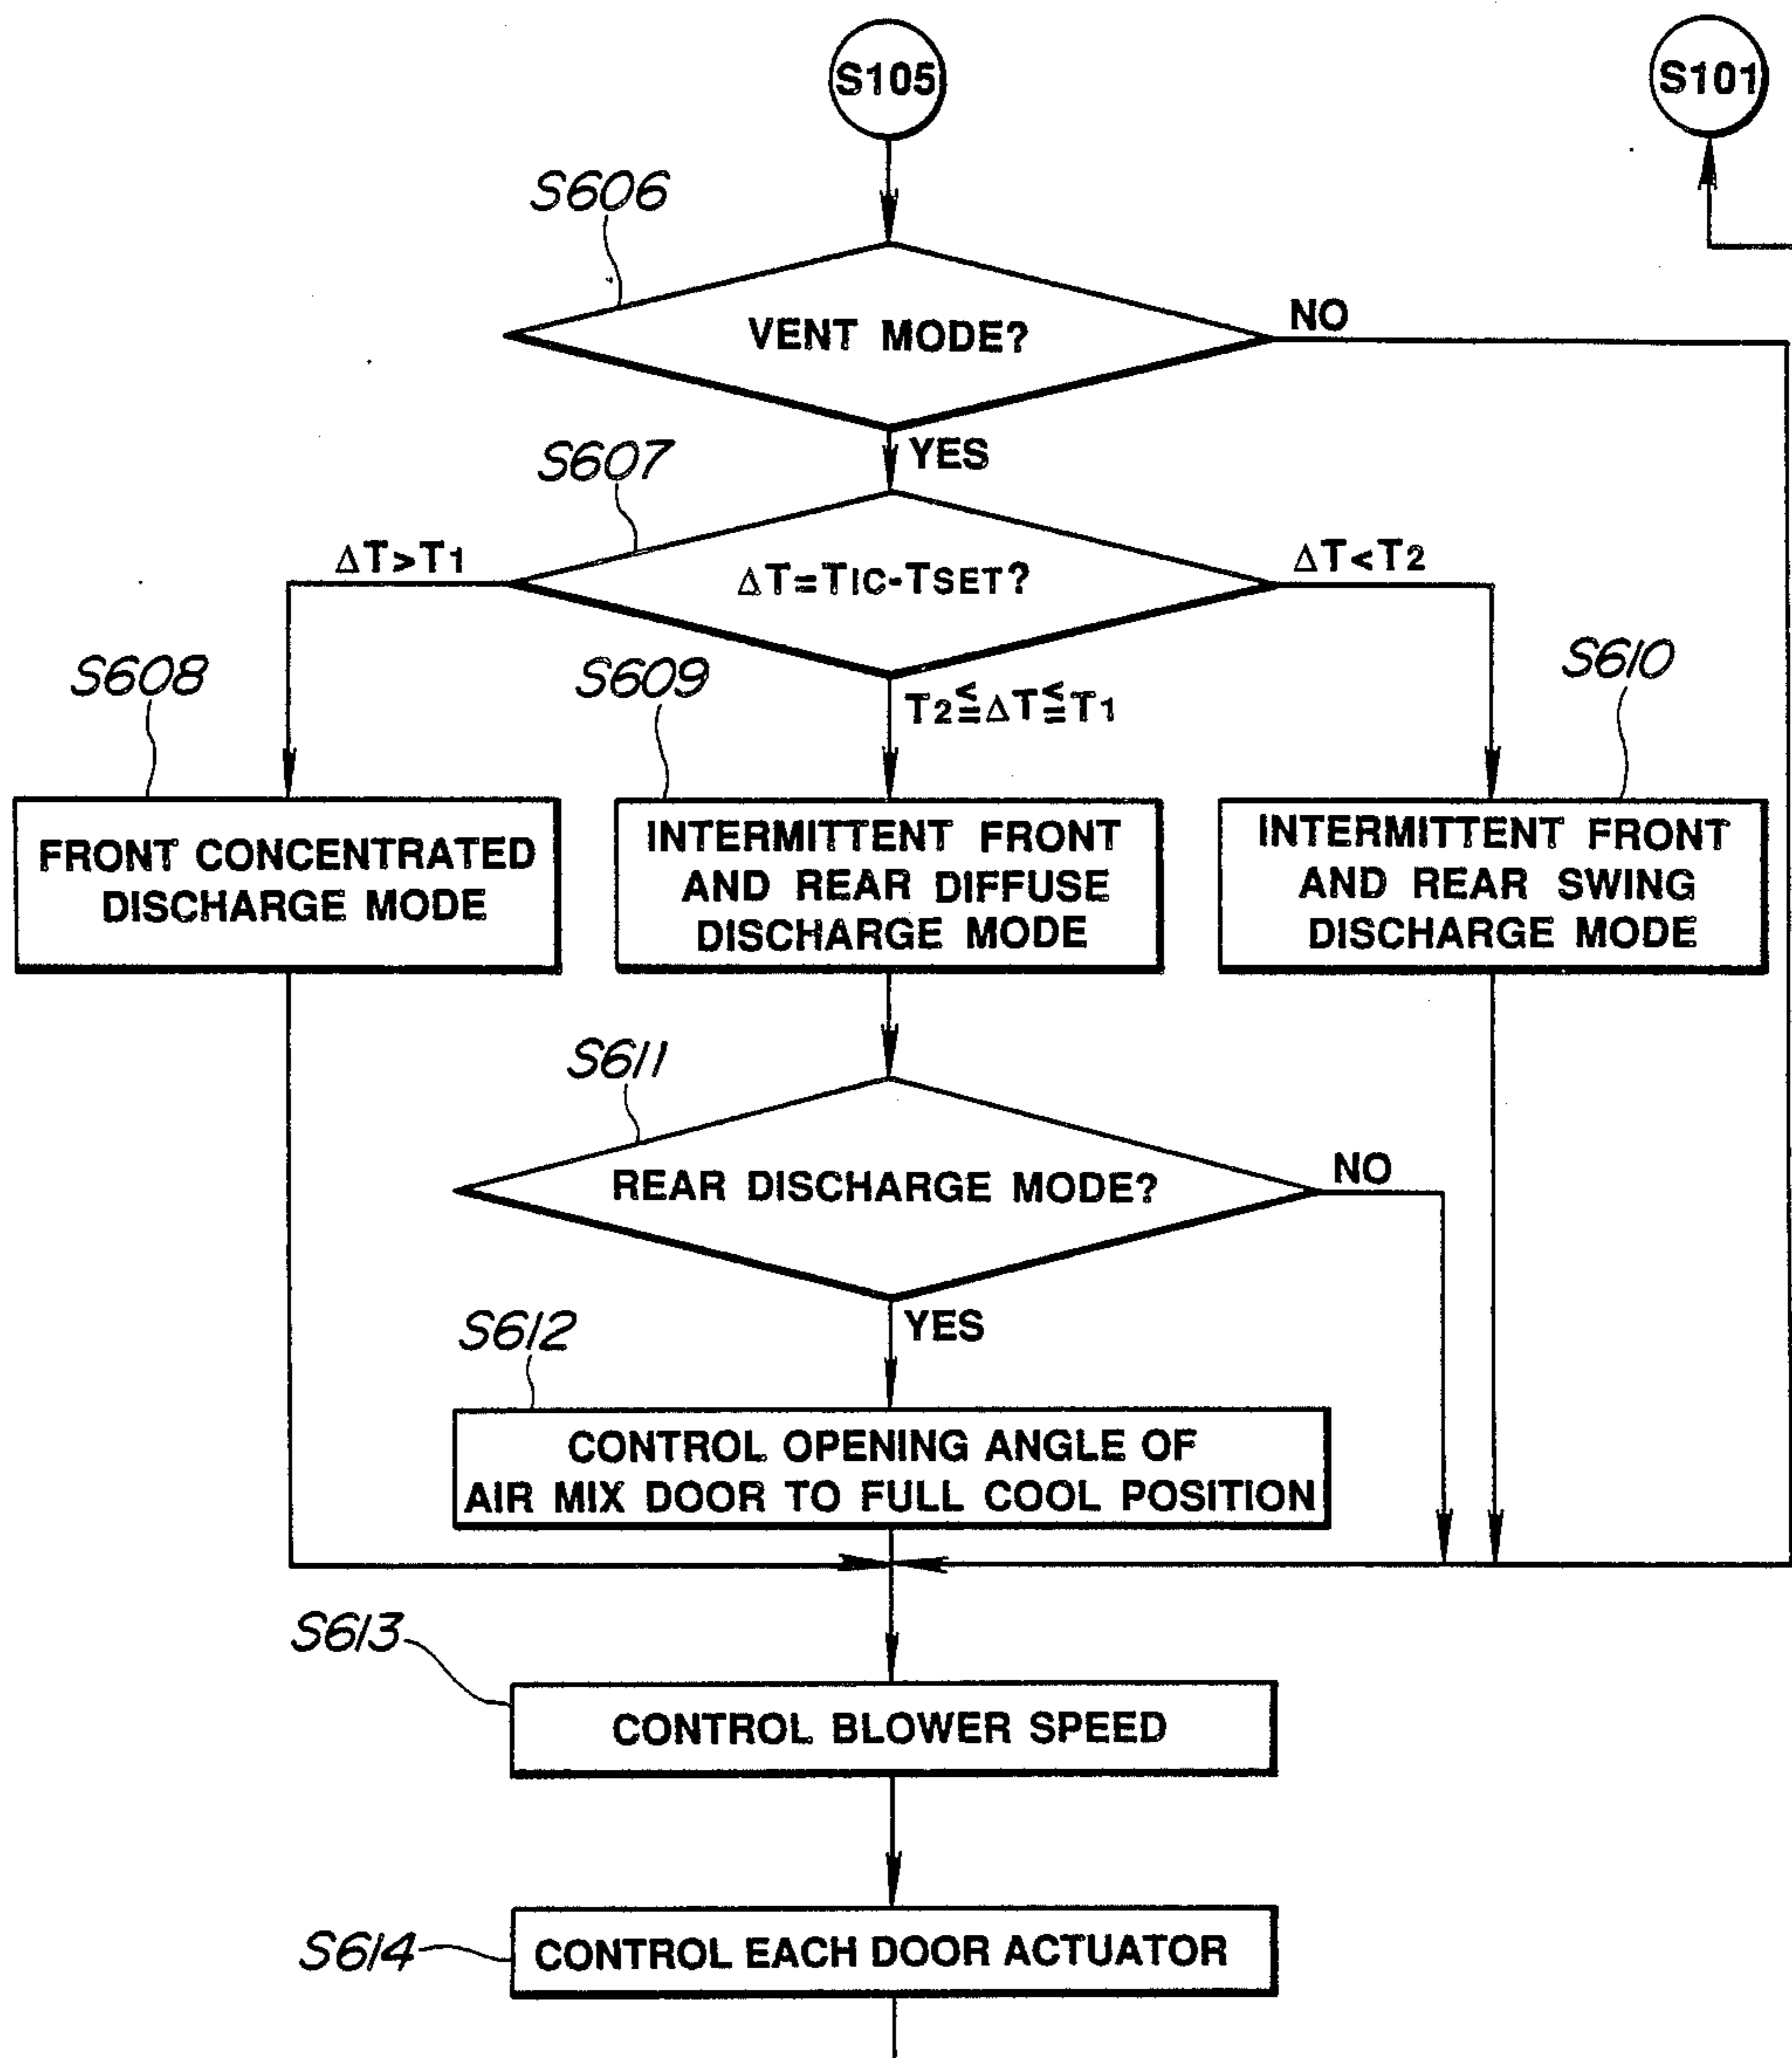 S105
S101
S606
VENT MODE?
NO
YES
S607
ΔT>T1
ΔT=TIC-TSET?
ΔT<T2
T2≦ΔT≦T1
S608
S609
S610
FRONT CONCENTRATED
DISCHARGE MODE
INTERMITTENT FRONT
AND REAR DIFFUSE
DISCHARGE MODE
INTERMITTENT FRONT
AND REAR SWING
DISCHARGE MODE
S611
REAR DISCHARGE MODE?
NO
YES
S612
CONTROL OPENING ANGLE OF
AIR MIX DOOR TO FULL COOL POSITION
S613
CONTROL BLOWER SPEED
S614
CONTROL EACH DOOR ACTUATOR